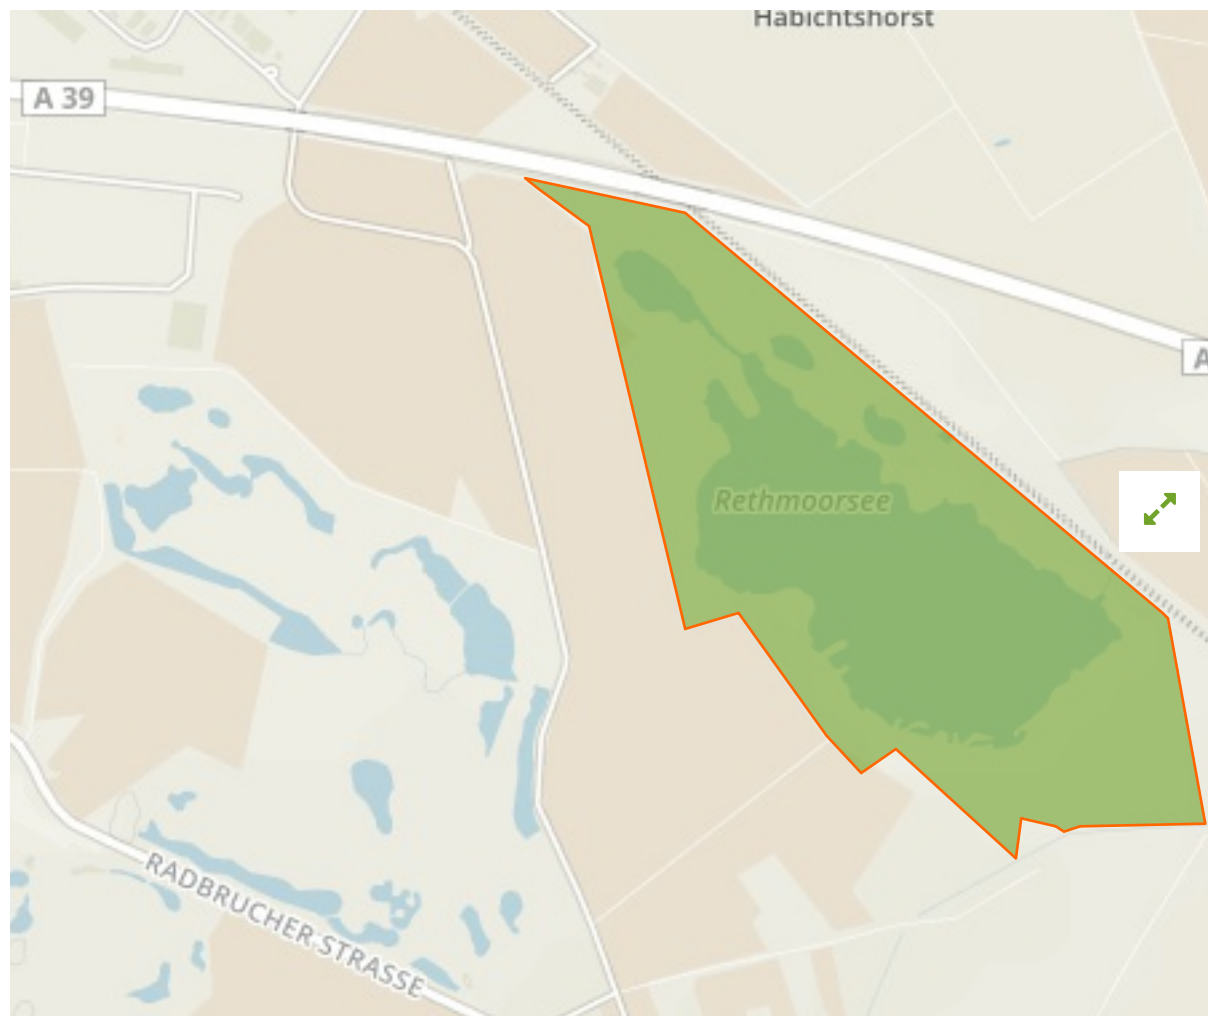 Habichtshorst
A 39
A
Rethmoorsee
RADBRUCHER STRASSE